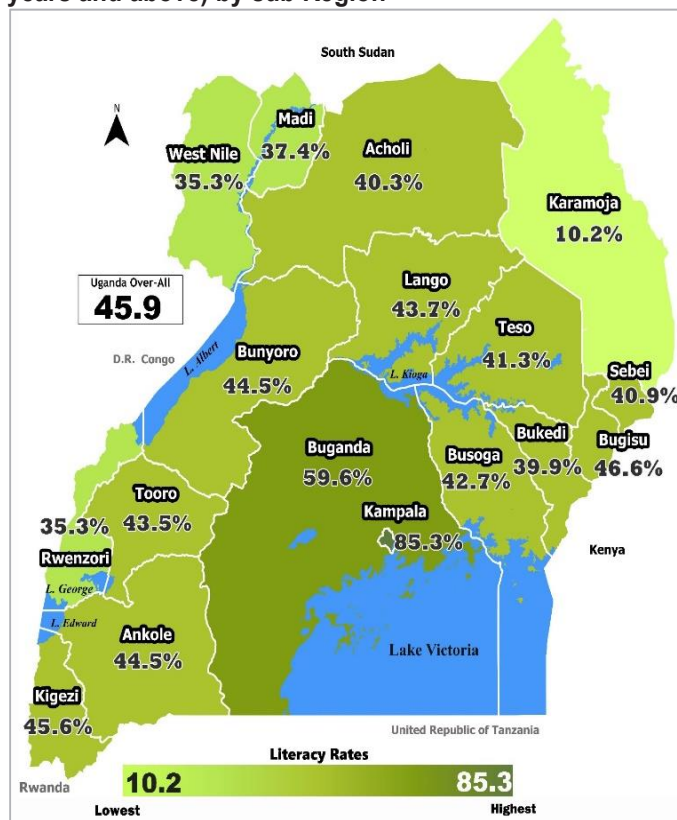 years and above) by Sub-Region
South Sudan
N
Madi
37.4%
West Nile
35.3%
Acholi
40.3%
Karamoja
10.2%
Uganda Over-All
45.9
Lango
43.7%
Teso
41.3%
D.R. Congo
L. Albert
Bunyoro
44.5%
L. Kioga
Sebei
40.9%
Buganda
59.6%
Busoga
42.7%
Bukedi
39.9%
Bugisu
46.6%
Tooro
43.5%
Kampala
85.3%
35.3%
Rwenzori
Kenya
L. George
L. Edward
Ankole
44.5%
Lake Victoria
Kigezi
45.6%
United Republic of Tanzania
Literacy Rates
10.2
85.3
Rwanda
Lowest
Highest